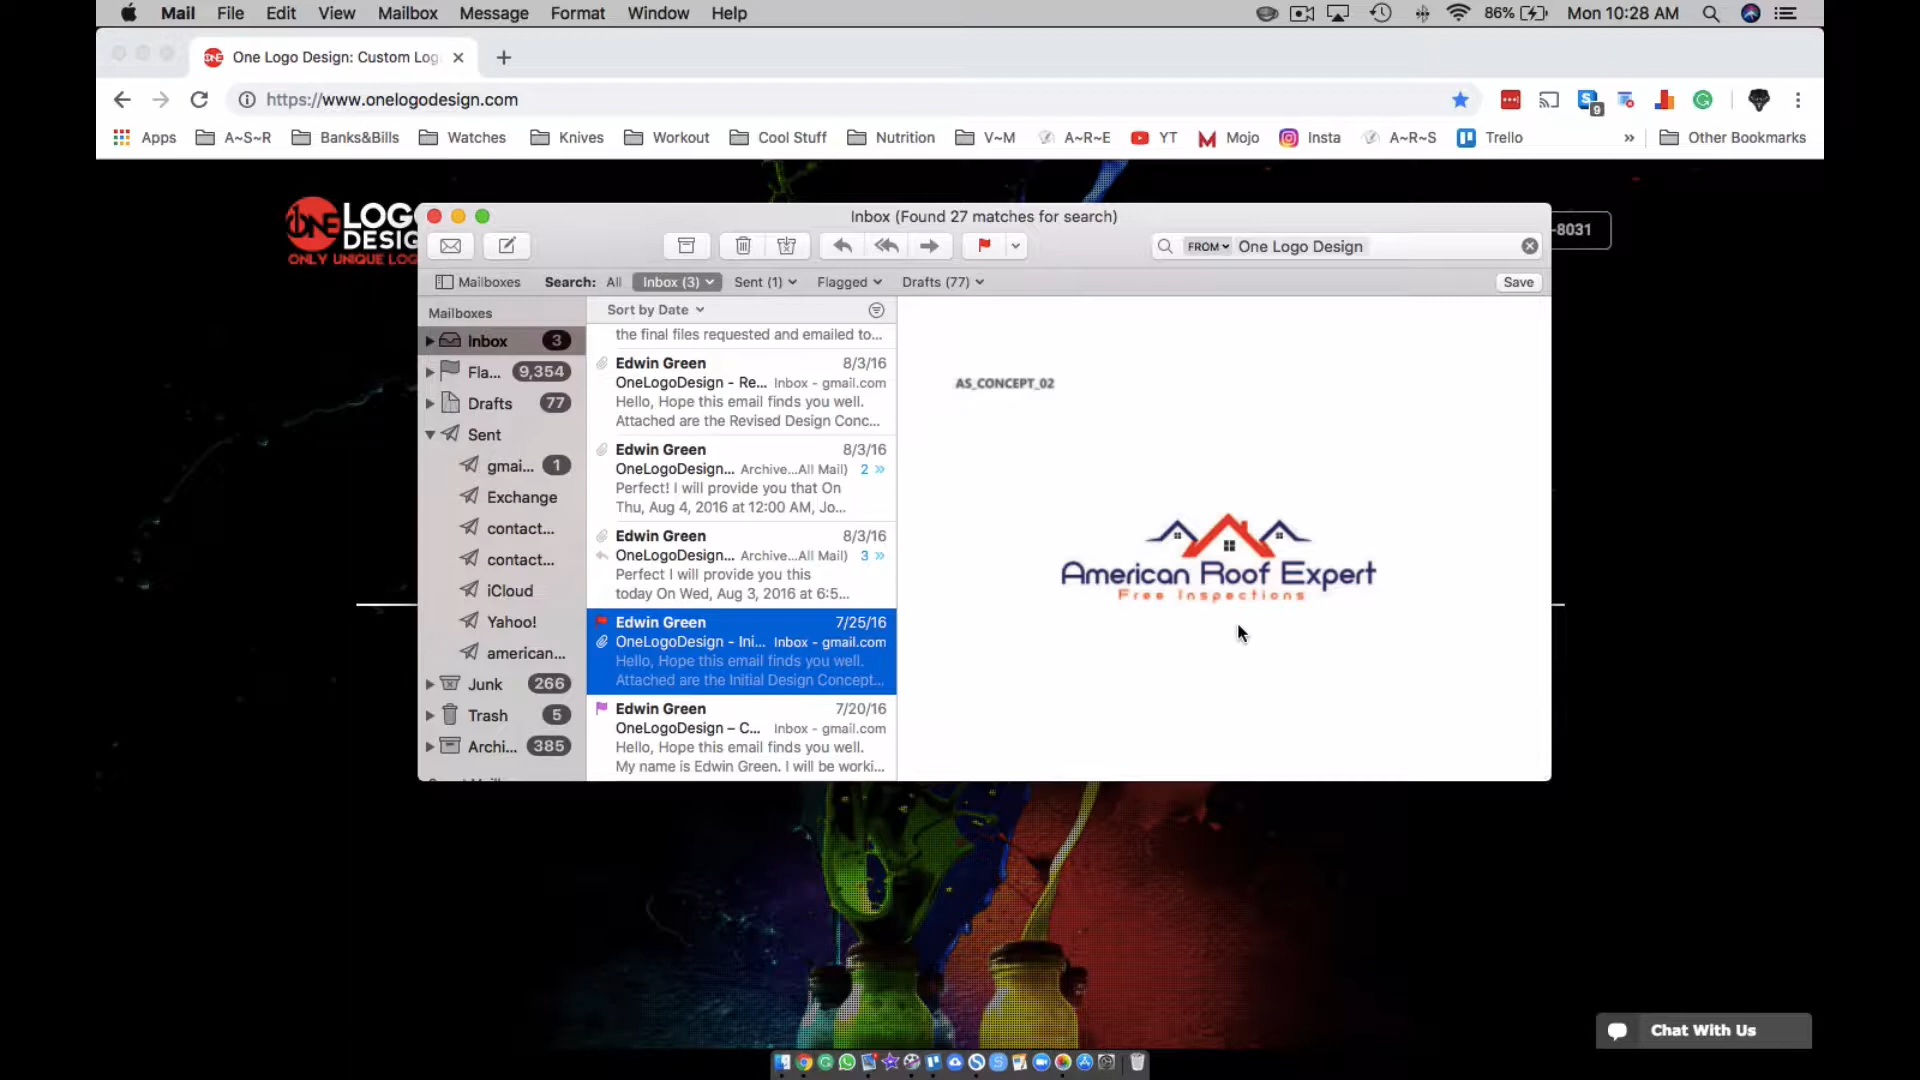 Mail File Edit View Mailbox Message Format Window Help 86% Mon 10:28 AM
ONE One Logo Design: Custom Log
https://www.onelogodesign.com 9
Apps A~S~R Banks&Bills Watches Knives Workout Cool Stuff Nutrition V~M A~R~E YT Mojo Insta A~R~S Trello » Other Bookmarks
ONE LOGO
DESIG
ONLY UNIQUE LOG
-8031
Inbox (Found 27 matches for search)
FROM One Logo Design
Mailboxes Search: All Inbox (3) Sent (1) Flagged Drafts (77) Save
Mailboxes
Inbox 3
Fla... 9,354
Drafts 77
Sent
gmai... 1
Exchange
contact...
contact...
iCloud
Yahoo!
american...
Junk 266
Trash 5
Archi... 385
Sort by Date
the final files requested and emailed to...
Edwin Green 8/3/16
OneLogoDesign - Re... Inbox - gmail.com
Hello, Hope this email finds you well.
Attached are the Revised Design Conc...
Edwin Green 8/3/16
OneLogoDesign... Archive...All Mail) 2 »
Perfect! I will provide you that On
Thu, Aug 4, 2016 at 12:00 AM, Jo...
Edwin Green 8/3/16
OneLogoDesign... Archive...All Mail) 3 »
Perfect I will provide you this
today On Wed, Aug 3, 2016 at 6:5...
Edwin Green 7/25/16
OneLogoDesign - Ini... Inbox - gmail.com
Hello, Hope this email finds you well.
Attached are the Initial Design Concept...
Edwin Green 7/20/16
OneLogoDesign – C... Inbox - gmail.com
Hello, Hope this email finds you well.
My name is Edwin Green. I will be worki...
AS_CONCEPT_02
American Roof Expert
Free Inspections
Chat With Us